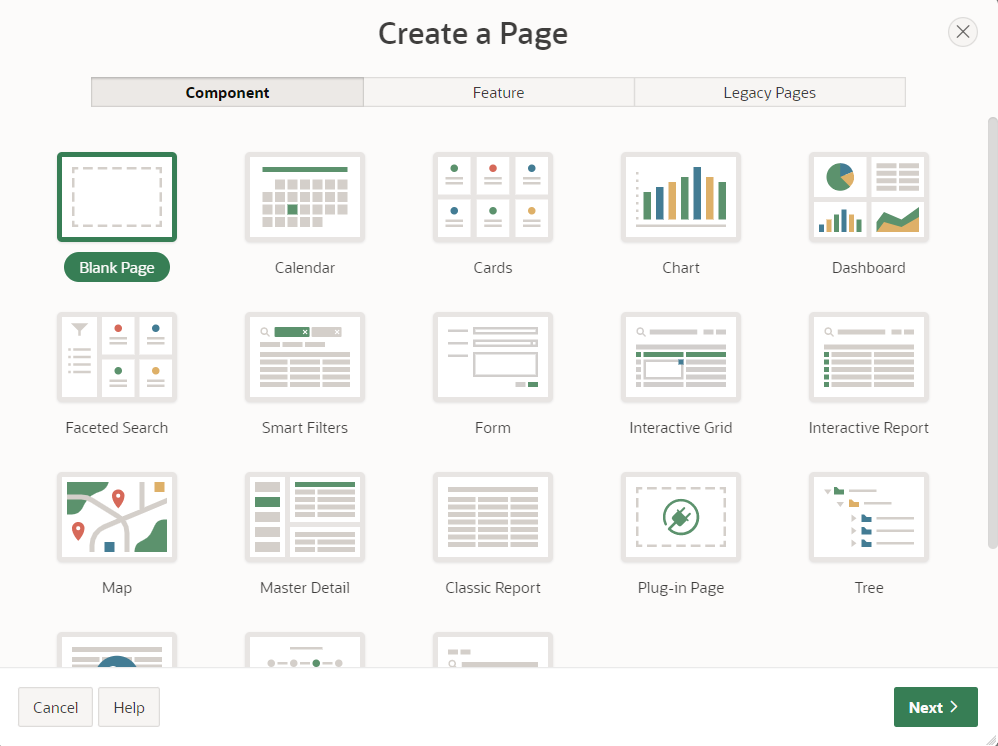 Create a Page
Component Feature Legacy Pages
Blank Page Calendar Cards Chart Dashboard
Faceted Search Smart Filters Form Interactive Grid Interactive Report
Map Master Detail Classic Report Plug-in Page Tree
Cancel Help Next